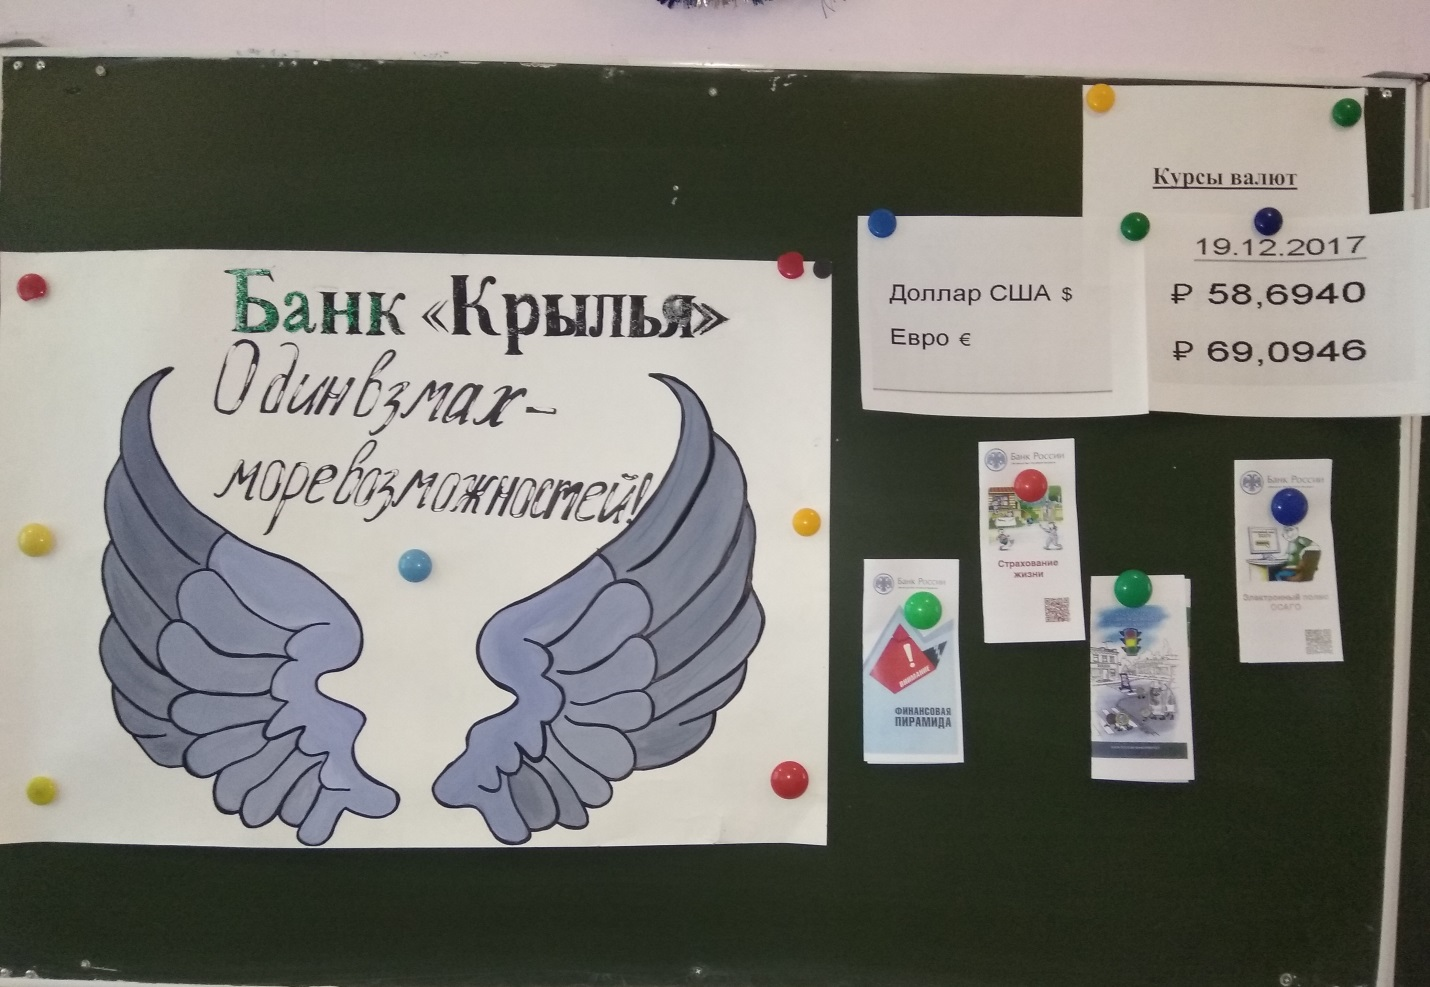 Банк «Крылья»
Один взмах -
море возможностей!
Курсы валют
19.12.2017
Доллар США $
₽ 58,6940
Евро €
₽ 69,0946
Банк России
Страхование
жизни
Банк России
Электронный полис
ОСАГО
Банк России
ВНИМАНИЕ
ФИНАНСОВАЯ
ПИРАМИДА